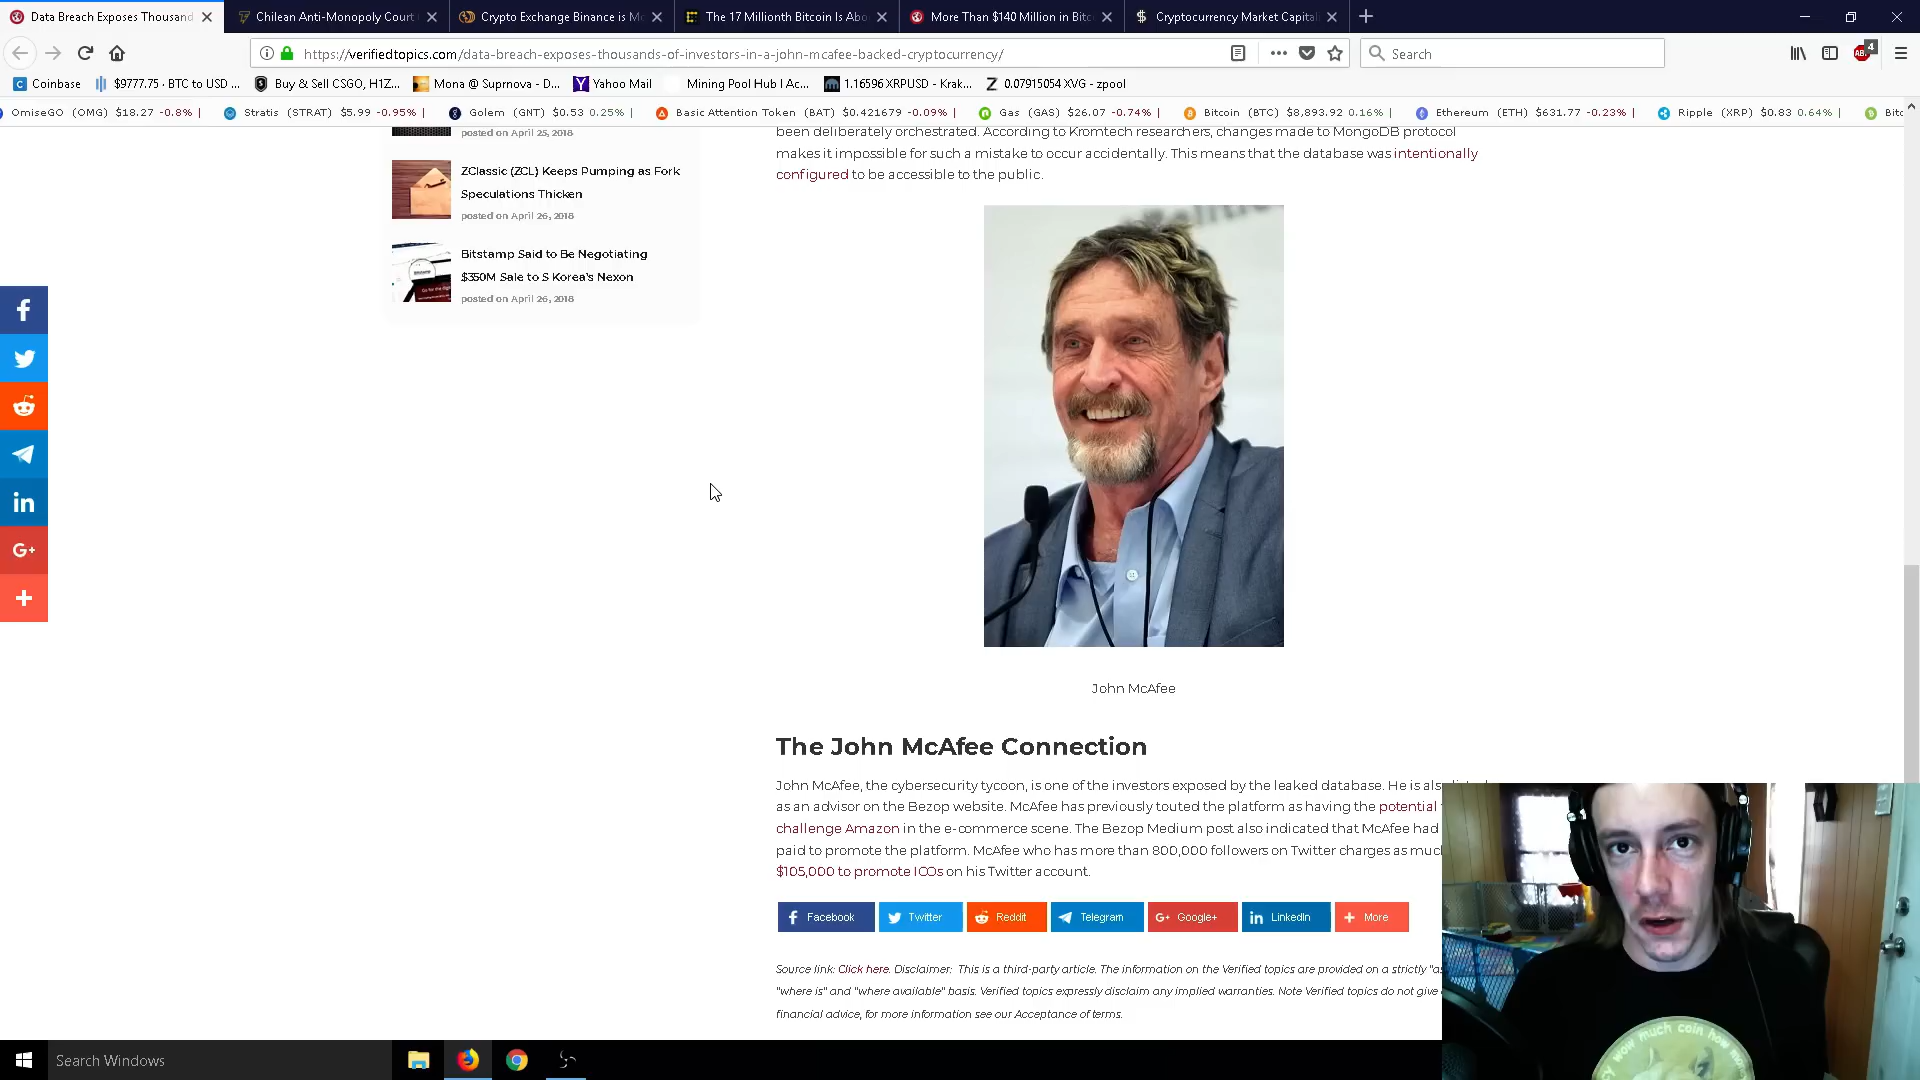 Data Breach Exposes Thousand
Chilean Anti-Monopoly Court
Crypto Exchange Binance is Mo
The 17 Millionth Bitcoin Is Abo
More Than $140 Million in Bitc
Cryptocurrency Market Capital
https://verifiedtopics.com/data-breach-exposes-thousands-of-investors-in-a-john-mcafee-backed-cryptocurrency/
Search
4
Coinbase
$9777.75 · BTC to USD ...
Buy & Sell CSGO, H1Z...
Mona @ Suprnova - D...
Yahoo Mail
Mining Pool Hub | Ac...
1.16596 XRPUSD - Krak...
0.07915054 XVG - zpool
OmiseGO (OMG) $18.27 -0.8% | Stratis (STRAT) $5.99 -0.95% | Golem (GNT) $0.53 0.25% | Basic Attention Token (BAT) $0.421679 -0.09% | Gas (GAS) $26.07 -0.74% | Bitcoin (BTC) $8,893.92 0.16% | Ethereum (ETH) $631.77 -0.23% | Ripple (XRP) $0.83 0.64% | Bitc
posted on April 25, 2018
ZClassic (ZCL) Keeps Pumping as Fork
Speculations Thicken
posted on April 26, 2018
Bitstamp Said to Be Negotiating
$350M Sale to S Korea's Nexon
posted on April 26, 2018
been deliberately orchestrated. According to Kromtech researchers, changes made to MongoDB protocol
makes it impossible for such a mistake to occur accidentally. This means that the database was intentionally
configured to be accessible to the public.
John McAfee
The John McAfee Connection
John McAfee, the cybersecurity tycoon, is one of the investors exposed by the leaked database. He is also listed
as an advisor on the Bezop website. McAfee has previously touted the platform as having the potential
challenge Amazon in the e-commerce scene. The Bezop Medium post also indicated that McAfee had
paid to promote the platform. McAfee who has more than 800,000 followers on Twitter charges as much
$105,000 to promote ICOs on his Twitter account.
Facebook
Twitter
Reddit
Telegram
Google+
LinkedIn
More
Source link: Click here. Disclaimer: This is a third-party article. The information on the Verified topics are provided on a strictly "as
"where is" and "where available" basis. Verified topics expressly disclaim any implied warranties. Note Verified topics do not give
financial advice, for more information see our Acceptance of terms.
wow much coin how mon
Search Windows